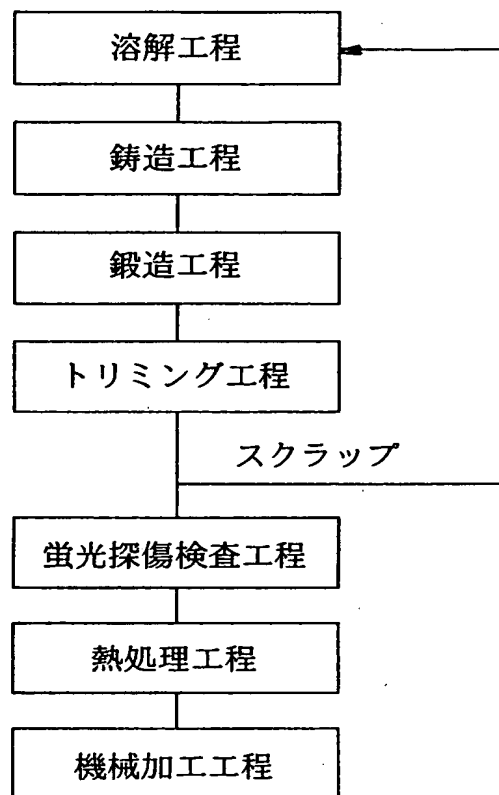 溶解工程
鋳造工程
鍛造工程
トリミング工程
スクラップ
蛍光探傷検査工程
熱処理工程
機械加工工程